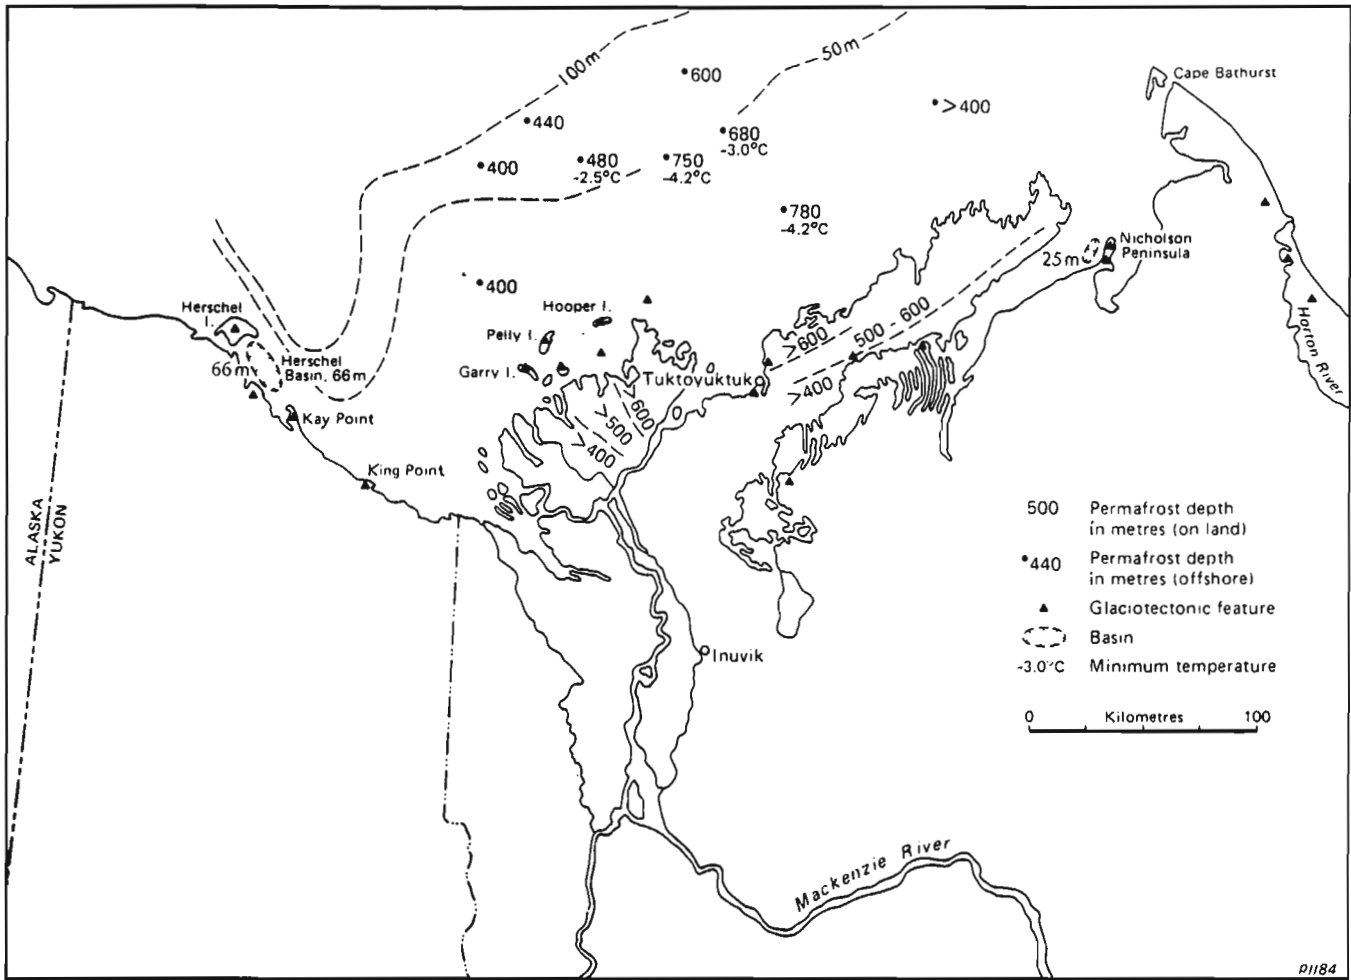 100m
50m
600
Cape Bathurst
>400
440
680
-3.0°C
480
-2.5°C
750
-4.2°C
400
780
-4.2°C
Nicholson
Peninsula
25m
400
Herschel
I.
Hooper I.
Pelly I.
Garry I.
Herschel
Basin, 66m
66m
Tuktoyuktuk
>600
500 - 600
>400
>600
>500
>400
Horton River
Kay Point
King Point
ALASKA
YUKON
500 Permafrost depth
in metres (on land)
440 Permafrost depth
in metres (offshore)
Glaciotectonic feature
Basin
-3.0°C Minimum temperature
0 Kilometres 100
Inuvik
Mackenzie River
P1184